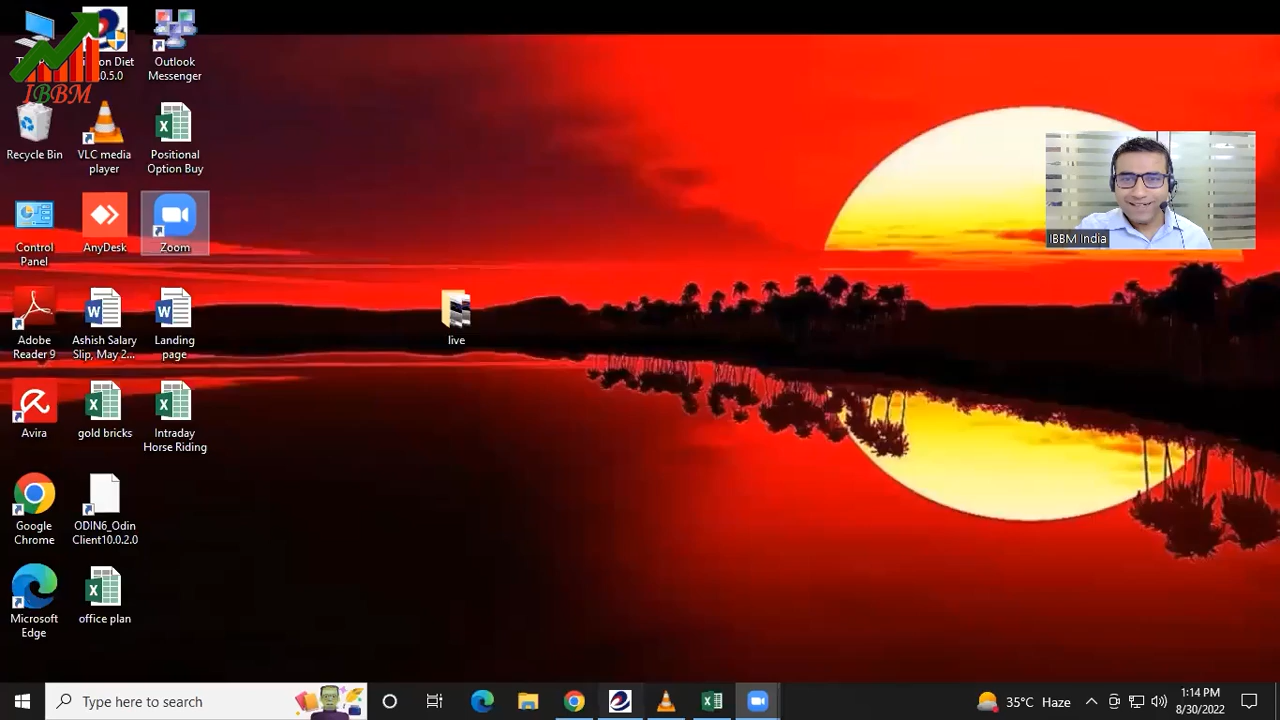 IBBM
Diet
.0.5.0
Outlook
Messenger
Recycle Bin
VLC media
player
Positional
Option Buy
Control
Panel
AnyDesk
Zoom
Adobe
Reader 9
Ashish Salary
Slip, May 2...
Landing
page
live
Avira
gold bricks
Intraday
Horse Riding
Google
Chrome
ODIN6_Odin
Client10.0.2.0
Microsoft
Edge
office plan
IBBM India
Type here to search
35°C Haze
1:14 PM
8/30/2022